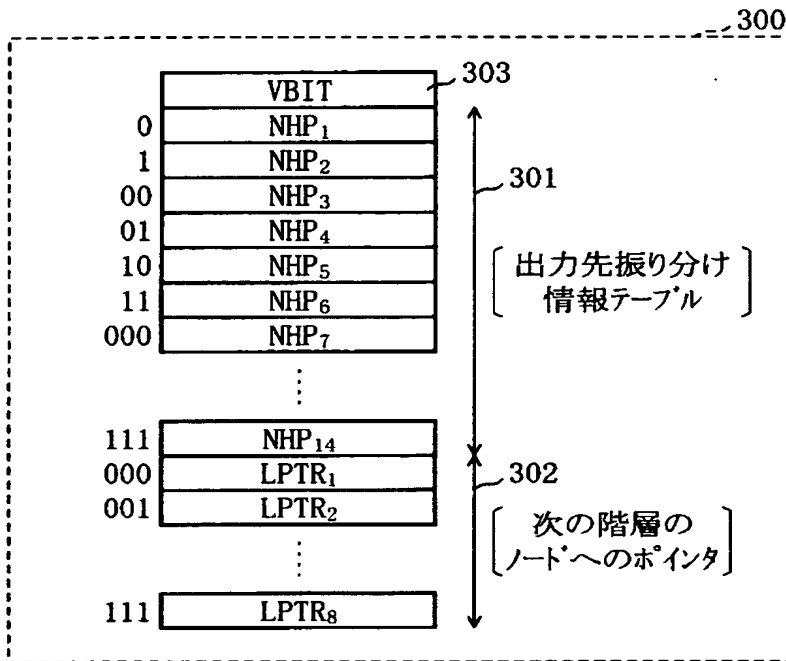 300
VBIT
303
0 NHP₁
1 NHP₂
00 NHP₃
01 NHP₄
10 NHP₅
11 NHP₆
000 NHP₇
301
出力先振り分け
情報テーブル
111 NHP₁₄
000 LPTR₁
001 LPTR₂
302
次の階層の
ノードへのポインタ
111 LPTR₈